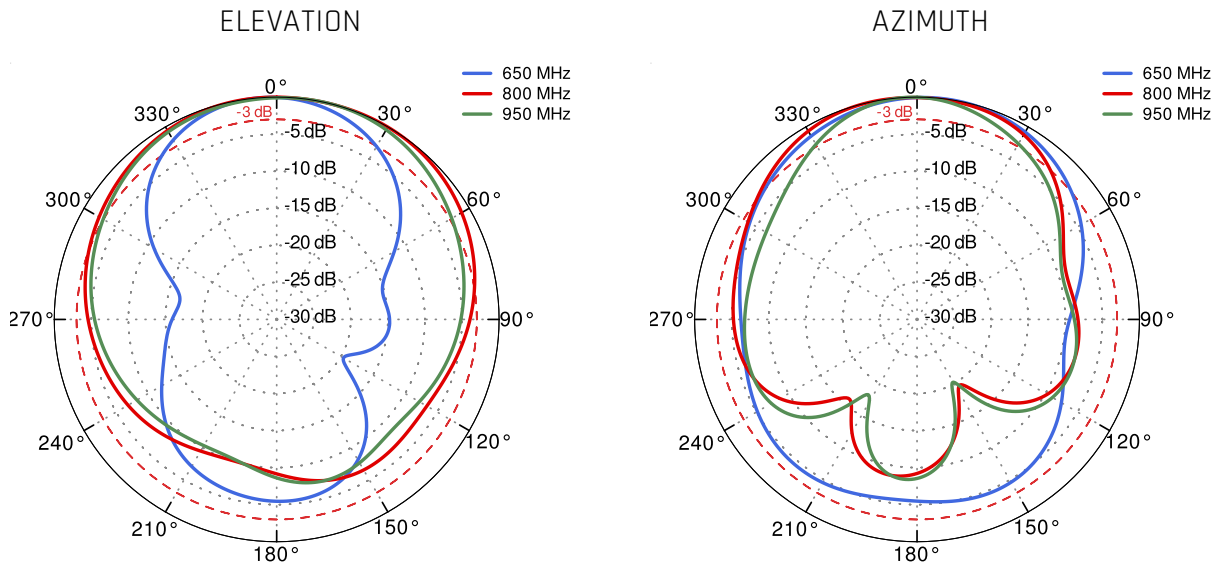 ELEVATION
650 MHz
800 MHz
950 MHz
0°
330°
30°
-3 dB
-5 dB
-10 dB
300°
60°
-15 dB
-20 dB
-25 dB
-30 dB
270°
90°
240°
120°
210°
150°
180°
AZIMUTH
650 MHz
800 MHz
950 MHz
0°
330°
30°
-3 dB
-5 dB
-10 dB
300°
60°
-15 dB
-20 dB
-25 dB
-30 dB
270°
90°
240°
120°
210°
150°
180°